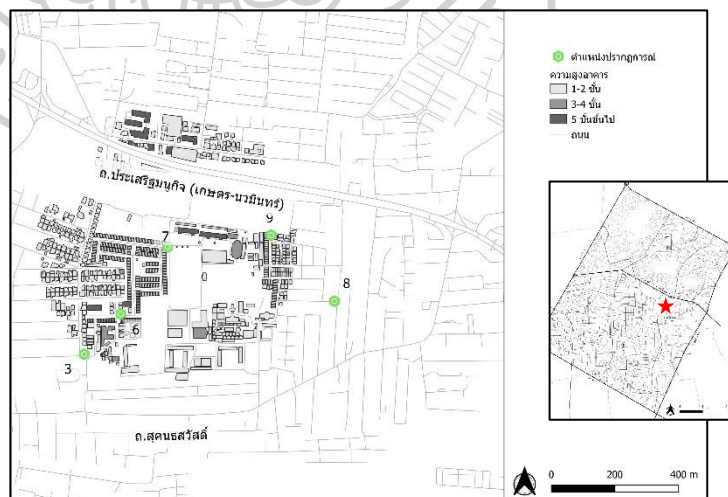 ตำแหน่งปรากฏการณ์
ความสูงอาคาร
1-2 ชั้น
3-4 ชั้น
5 ชั้นขึ้นไป
ถนน
ถ.ประเสริฐมนูกิจ (เกษตร-นวมินทร์)
9
7
8
6
3
ถ.สุคนธสวัสดิ์
0 200 400 m